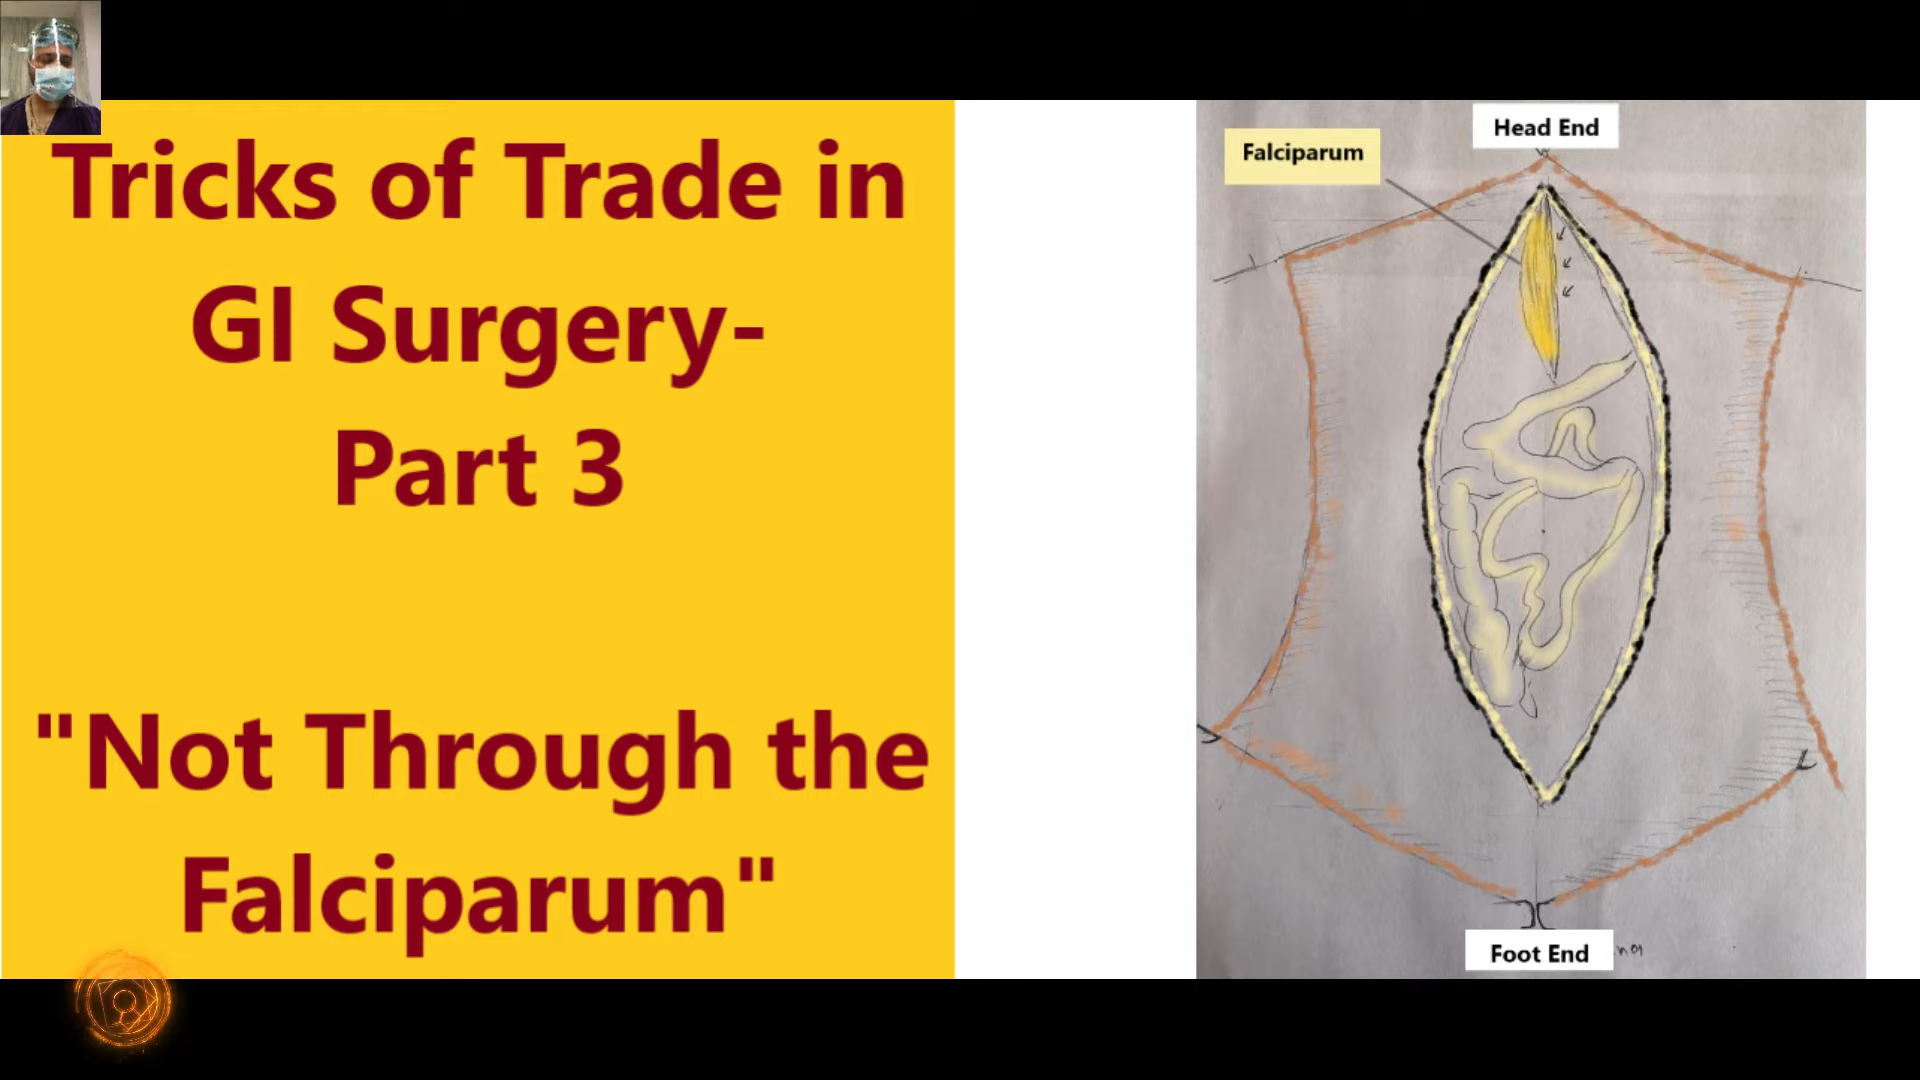 Tricks of Trade in
GI Surgery-
Part 3
"Not Through the
Falciparum"
Head End
Falciparum
Foot End